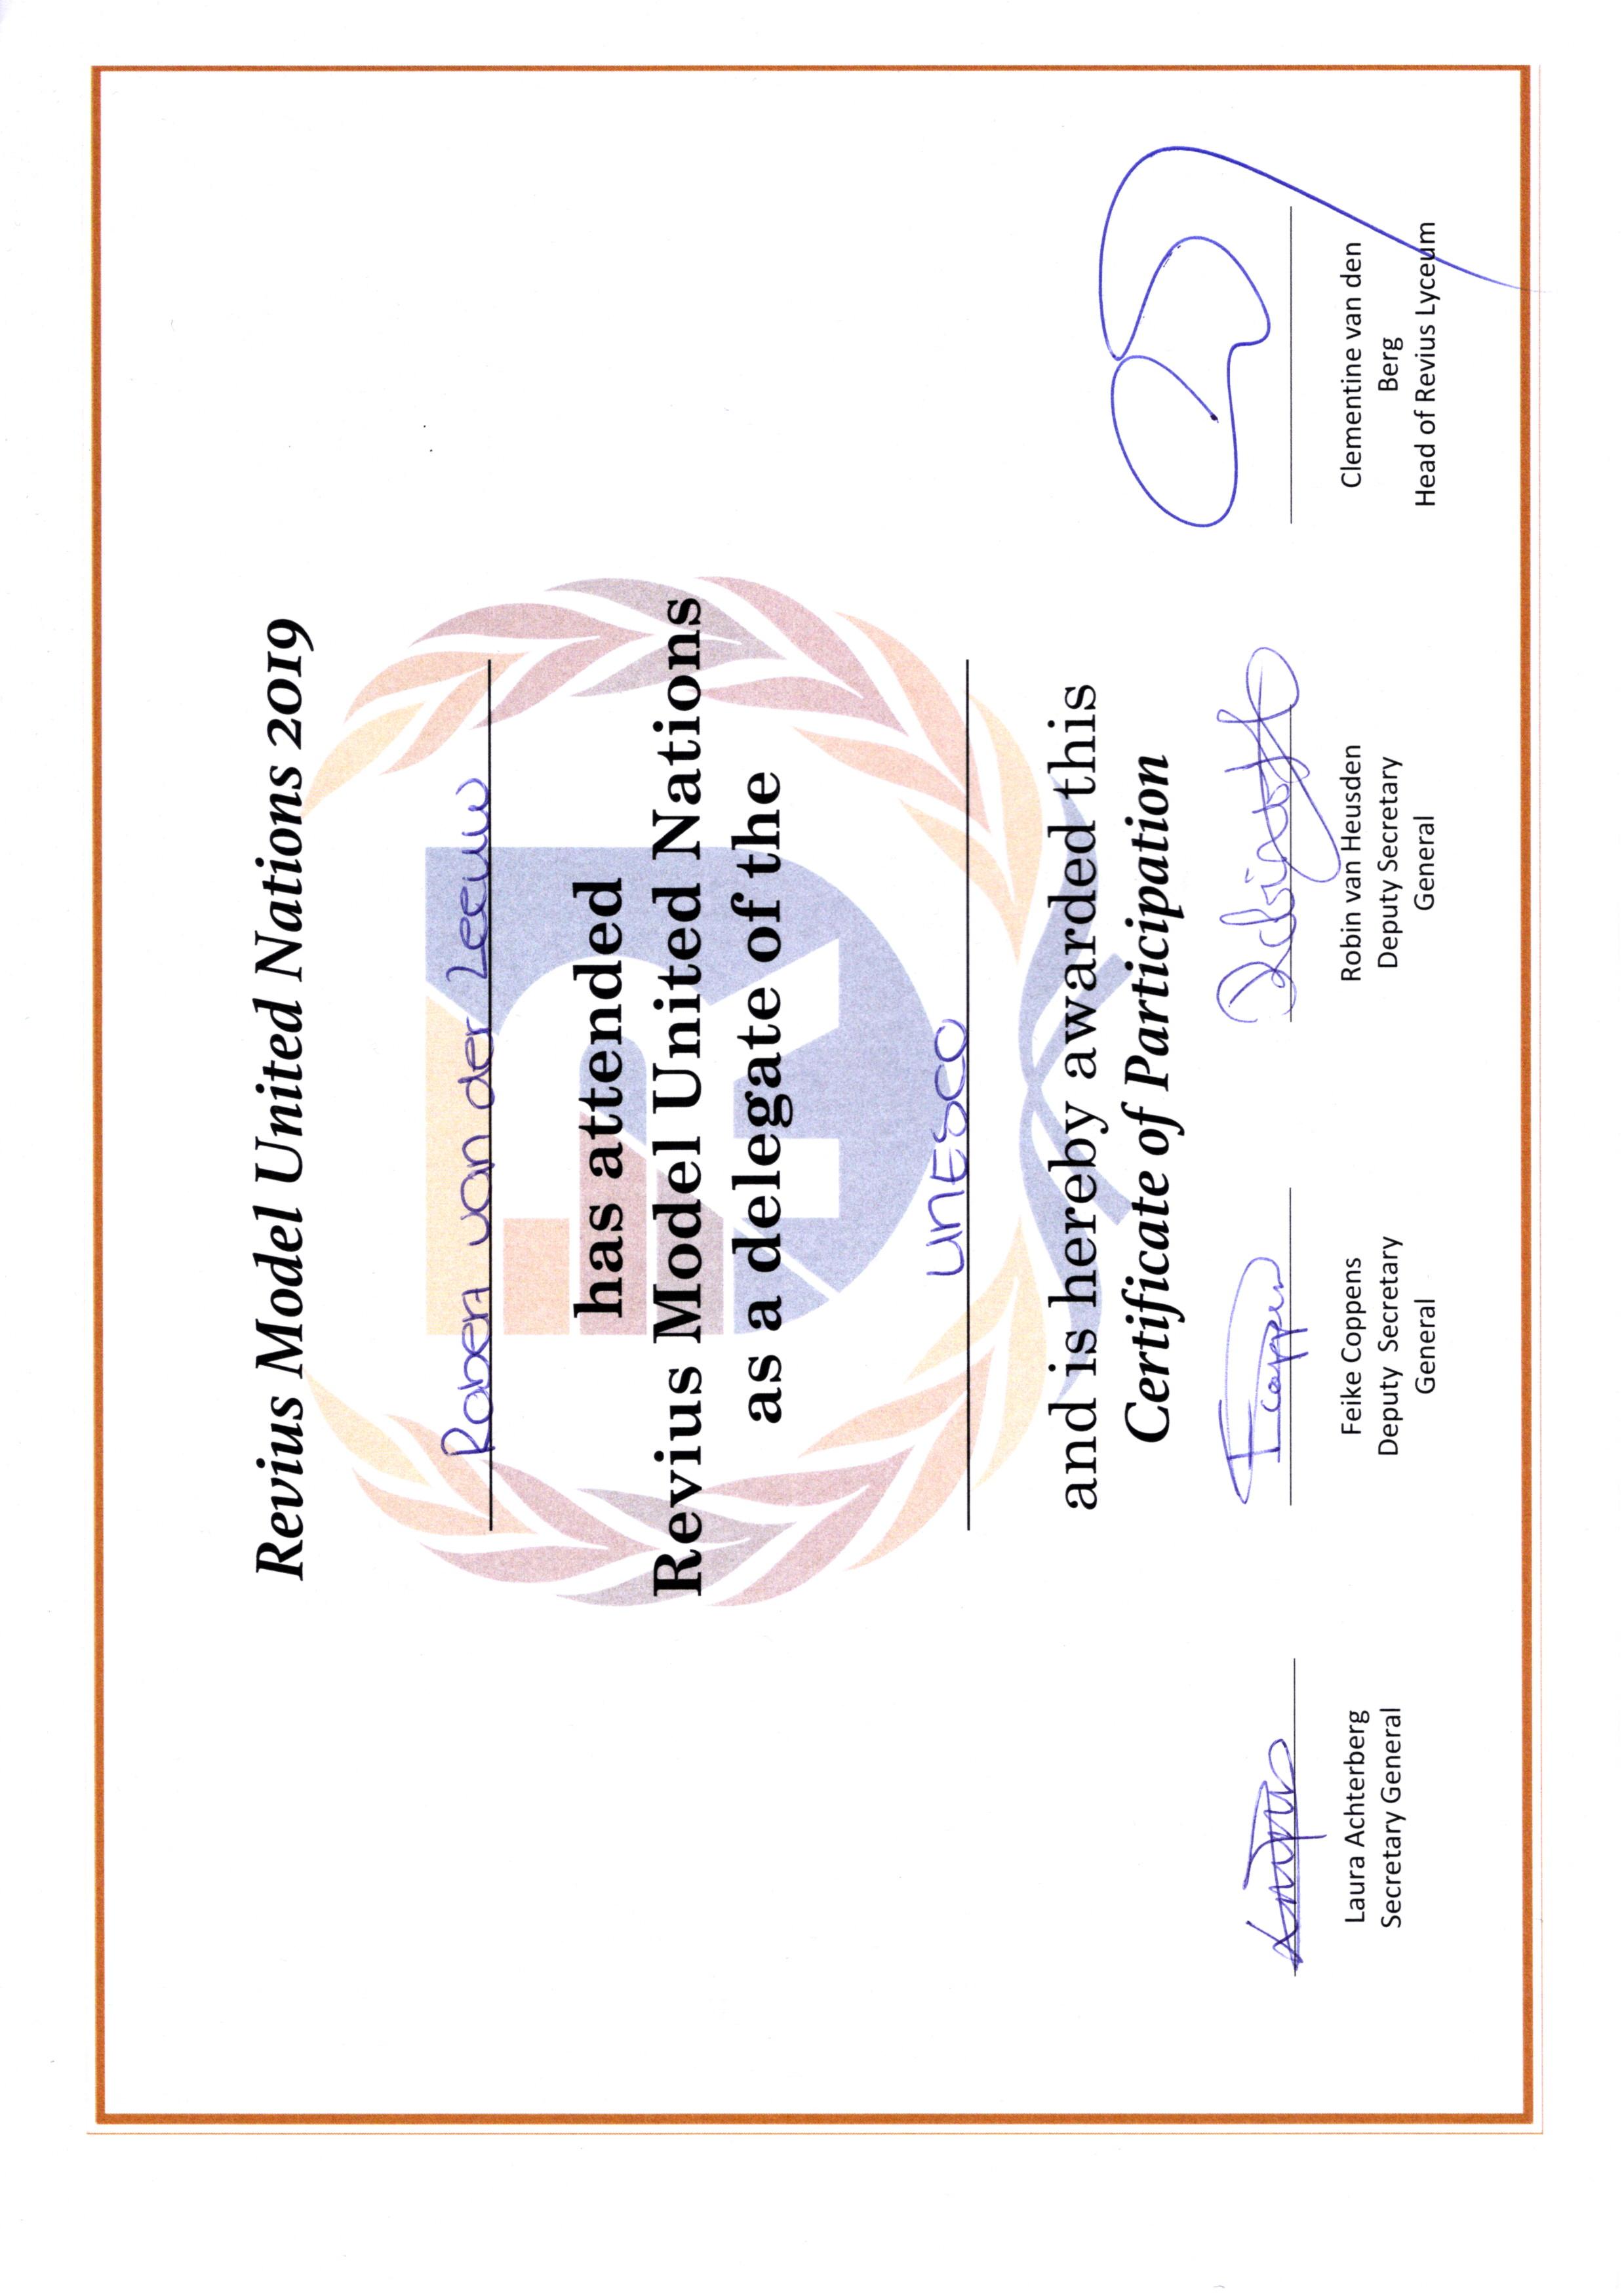 Revius Model United Nations 2019
Robert van der Leeuw
has attended
Revius Model United Nations
as a delegate of the
UNESCO
and is hereby awarded this
Certificate of Participation
Laura Achterberg
Secretary General
Feike Coppens
Deputy Secretary
General
Robin van Heusden
Deputy Secretary
General
Clementine van den
Berg
Head of Revius Lyceum